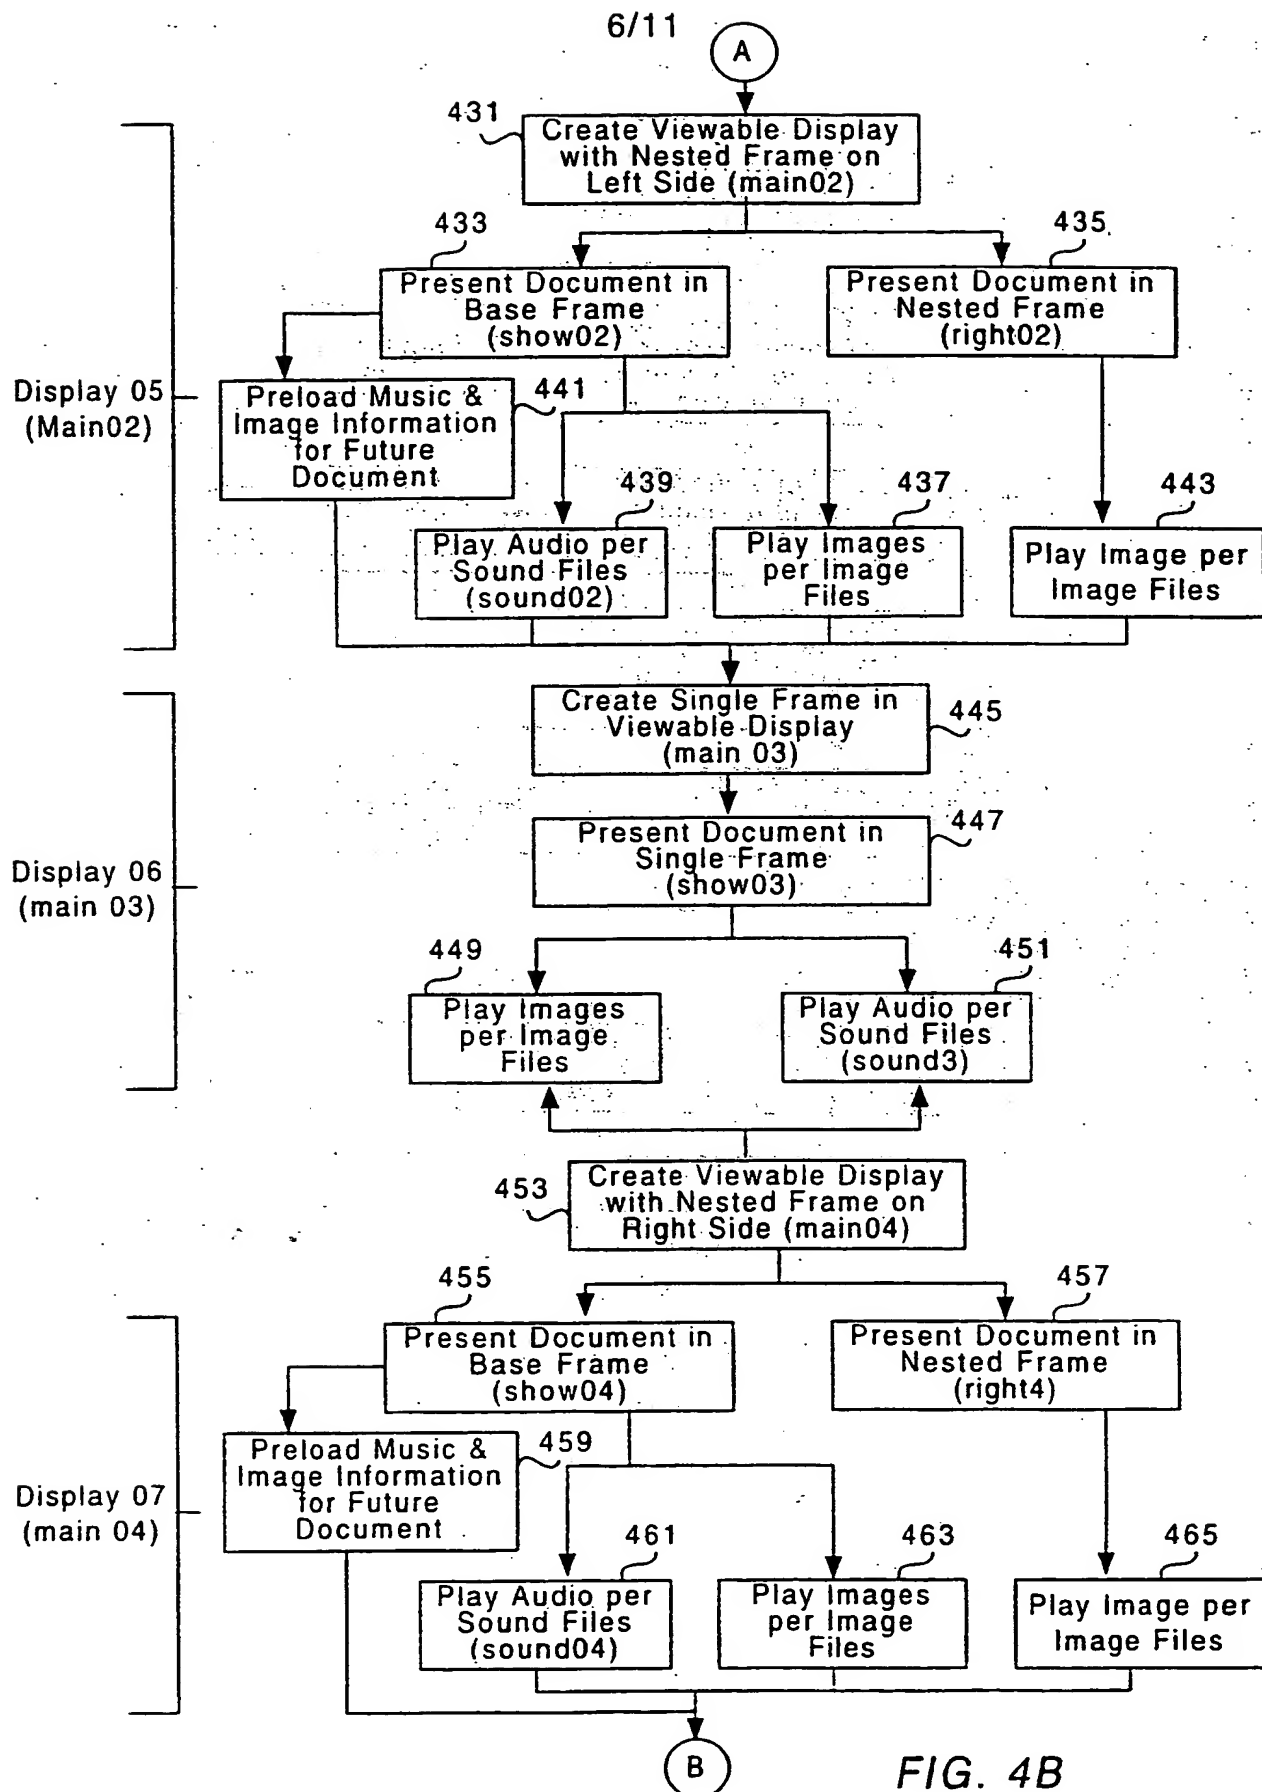 6/11
A
431
Create Viewable Display
with Nested Frame on
Left Side (main02)
433
Present Document in
Base Frame
(show02)
435
Present Document in
Nested Frame
(right02)
Display 05
(Main02)
Preload Music &
Image Information
for Future
Document
441
439
Play Audio per
Sound Files
(sound02)
437
Play Images
per Image
Files
443
Play Image per
Image Files
Create Single Frame in
Viewable Display
(main 03)
445
Present Document in
Single Frame
(show03)
447
Display 06
(main 03)
449
Play Images
per Image
Files
451
Play Audio per
Sound Files
(sound3)
453
Create Viewable Display
with Nested Frame on
Right Side (main04)
455
Present Document in
Base Frame
(show04)
457
Present Document in
Nested Frame
(right4)
Display 07
(main 04)
Preload Music &
Image Information
for Future
Document
459
461
Play Audio per
Sound Files
(sound04)
463
Play Images
per Image
Files
465
Play Image per
Image Files
B
FIG. 4B